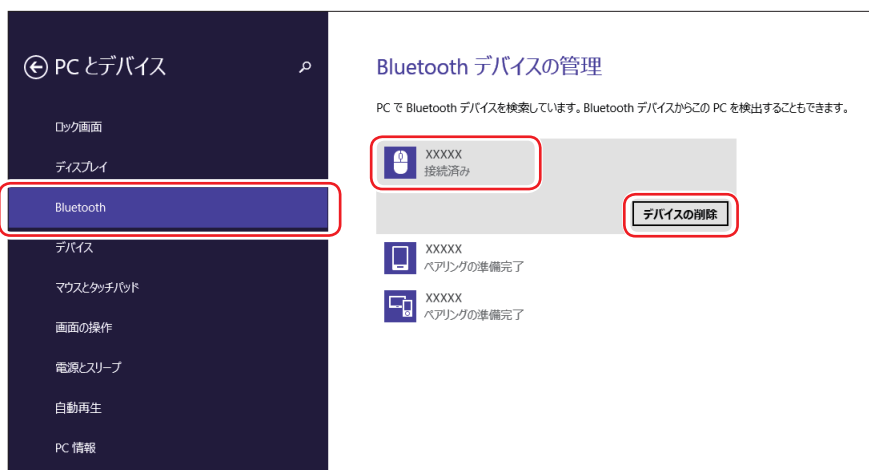 PC とデバイス
ロック画面
ディスプレイ
Bluetooth
デバイス
マウスとタッチパッド
画面の操作
電源とスリープ
自動再生
PC 情報
Bluetooth デバイスの管理
PC で Bluetooth デバイスを検索しています。Bluetooth デバイスからこの PC を検出することもできます。
XXXXX
接続済み
デバイスの削除
XXXXX
ペアリングの準備完了
XXXXX
ペアリングの準備完了